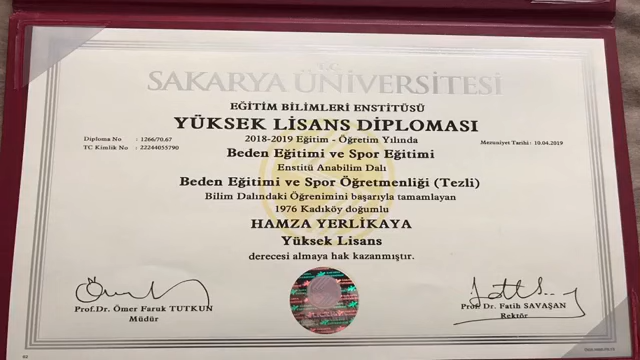 T.C.
SAKARYA ÜNİVERSİTESİ
EĞİTİM BİLİMLERİ ENSTİTÜSÜ
YÜKSEK LİSANS DİPLOMASI
Diploma No : 1266/70.67
TC Kimlik No : 22244055790
2018-2019 Eğitim - Öğretim Yılında
Mezuniyet Tarihi : 10.04.2019
Beden Eğitimi ve Spor Eğitimi
Enstitü Anabilim Dalı
Beden Eğitimi ve Spor Öğretmenliği (Tezli)
Bilim Dalındaki Öğrenimini başarıyla tamamlayan
1976 Kadıköy doğumlu
HAMZA YERLİKAYA
Yüksek Lisans
derecesi almaya hak kazanmıştır.
Prof.Dr. Ömer Faruk TUTKUN
Müdür
Prof. Dr. Fatih SAVAŞAN
Rektör